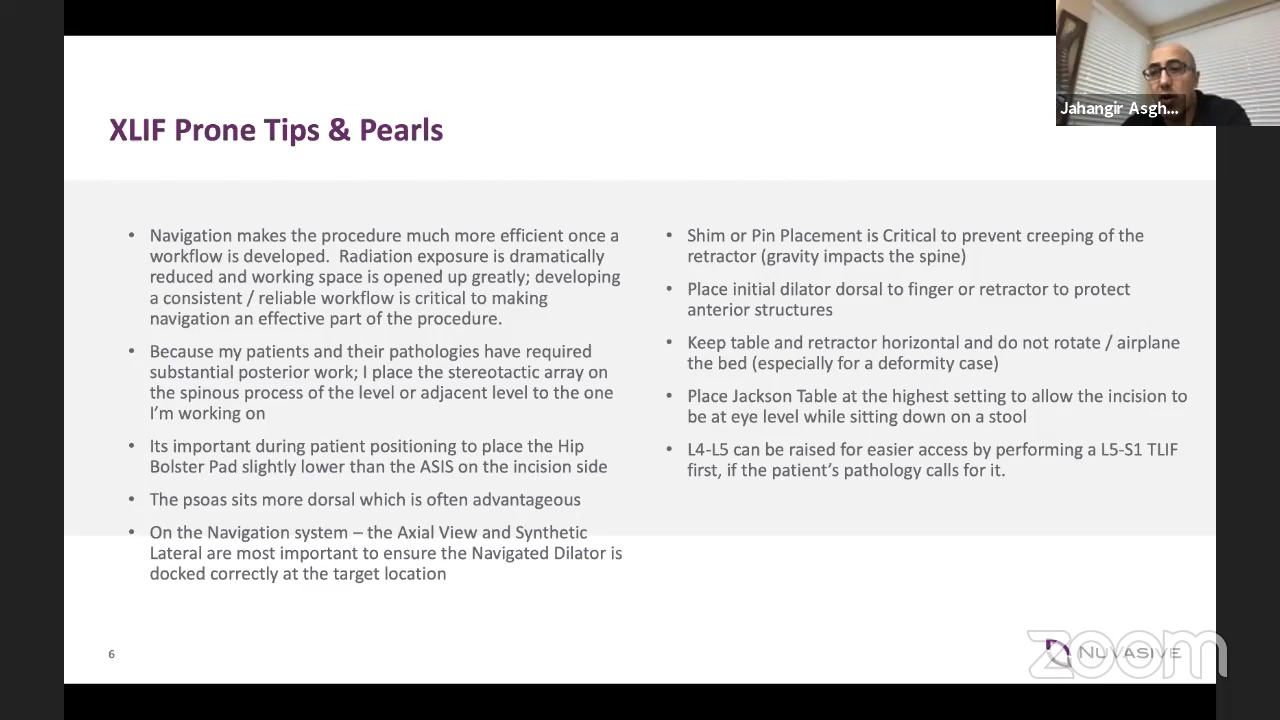 Jahangir Asgh...
XLIF Prone Tips & Pearls
• Navigation makes the procedure much more efficient once a
workflow is developed.  Radiation exposure is dramatically
reduced and working space is opened up greatly; developing
a consistent / reliable workflow is critical to making
navigation an effective part of the procedure.
• Because my patients and their pathologies have required
substantial posterior work; I place the stereotactic array on
the spinous process of the level or adjacent level to the one
I'm working on
• Its important during patient positioning to place the Hip
Bolster Pad slightly lower than the ASIS on the incision side
• The psoas sits more dorsal which is often advantageous
• On the Navigation system – the Axial View and Synthetic
Lateral are most important to ensure the Navigated Dilator is
docked correctly at the target location
• Shim or Pin Placement is Critical to prevent creeping of the
retractor (gravity impacts the spine)
• Place initial dilator dorsal to finger or retractor to protect
anterior structures
• Keep table and retractor horizontal and do not rotate / airplane
the bed (especially for a deformity case)
• Place Jackson Table at the highest setting to allow the incision to
be at eye level while sitting down on a stool
• L4-L5 can be raised for easier access by performing a L5-S1 TLIF
first, if the patient's pathology calls for it.
6
NUVASIVE
zoom